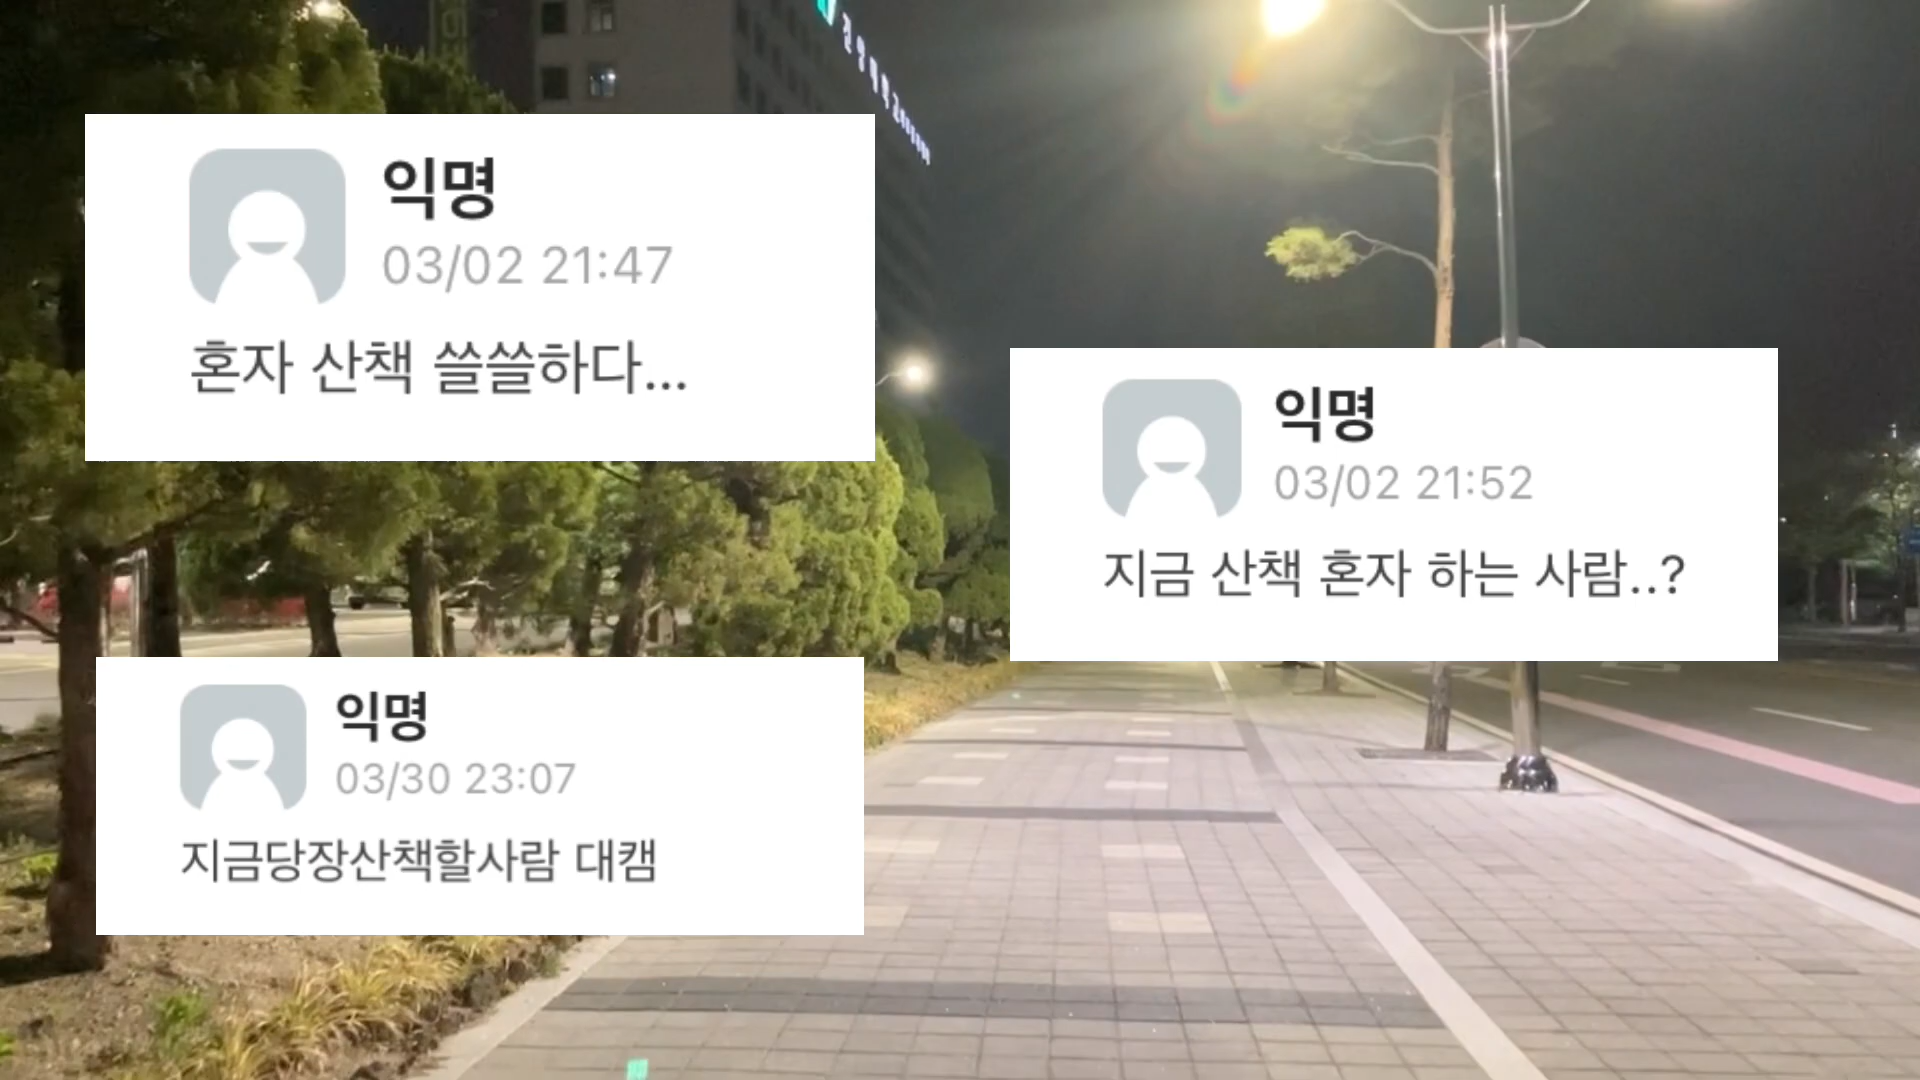 익명
03/02 21:47
혼자 산책 쓸쓸하다...
익명
03/02 21:52
지금 산책 혼자 하는 사람..?
익명
03/30 23:07
지금당장산책할사람 대캠